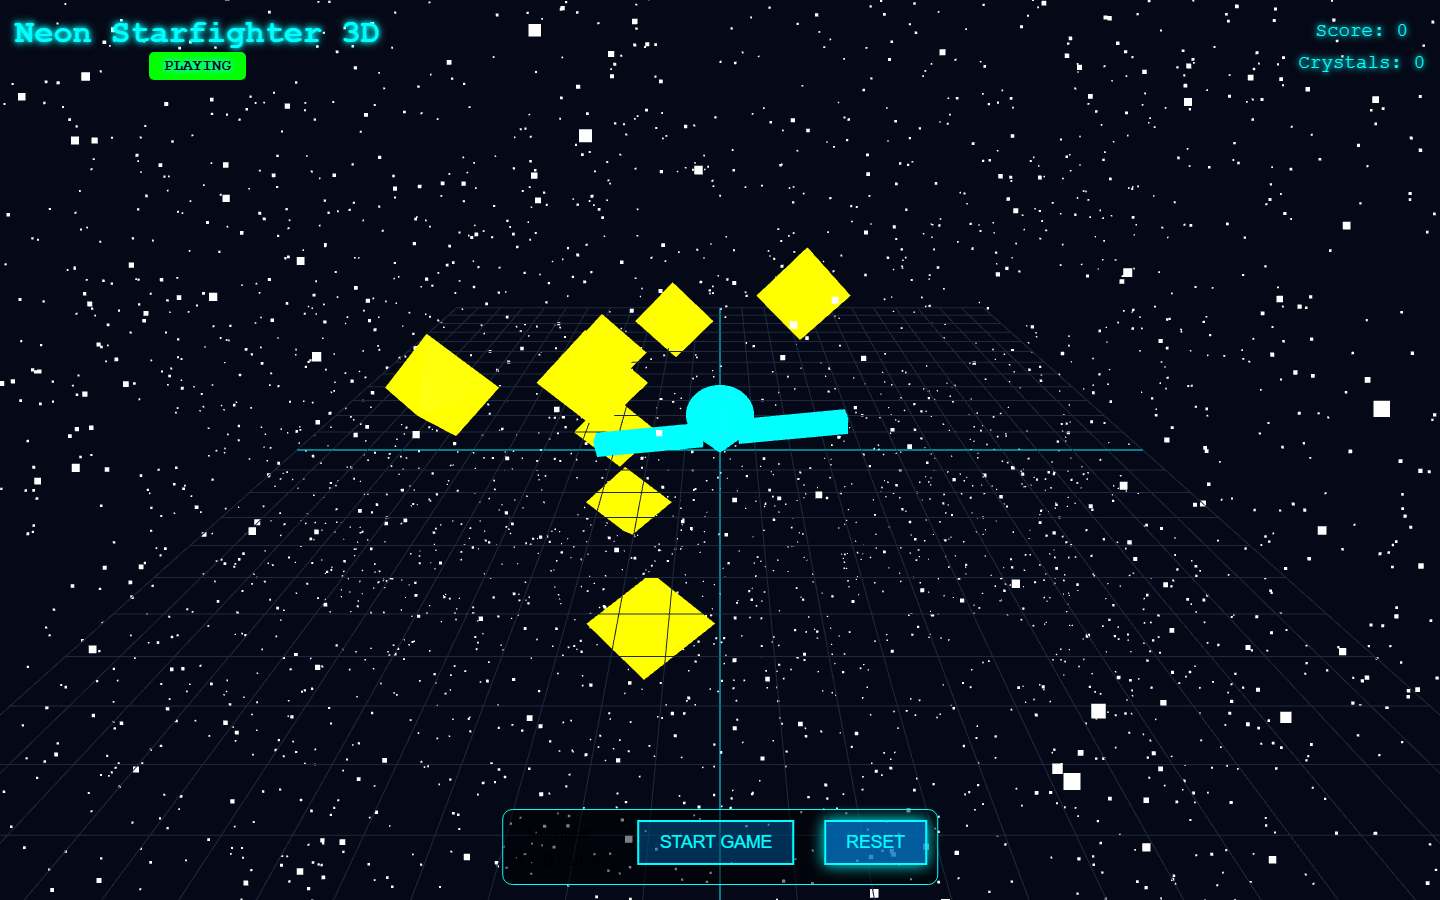 Neon Starfighter 3D
PLAYING
Score: 0
Crystals: 0
START GAME
RESET